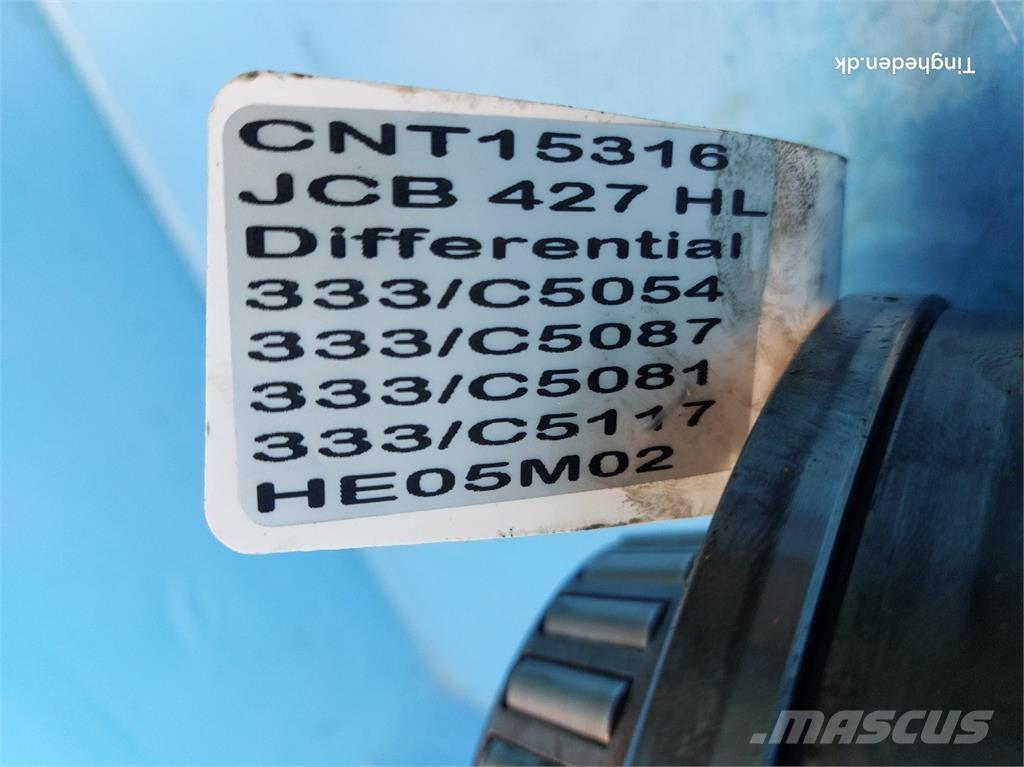 Tingheden.dk
CNT15316
JCB 427 HL
Differential
333/C5054
333/C5087
333/C5081
333/C5117
HE05M02
.MASCUS